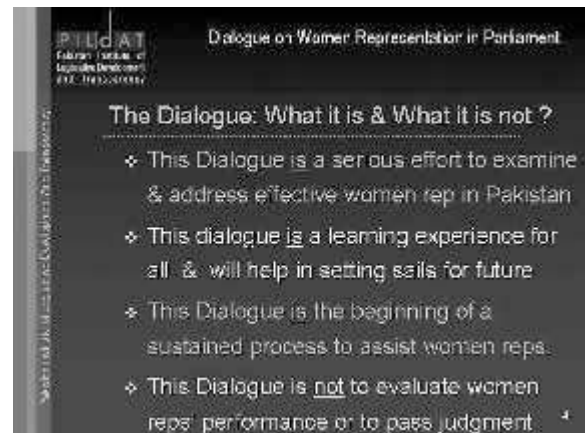 PILDAT
Pakistan Institute of
Legislative Development
And Transparency
Dialogue on Women Representation in Parliament
The Dialogue: What it is & What it is not ?
This Dialogue is a serious effort to examine
& address effective women rep in Pakistan
This dialogue is a learning experience for
all & will help in setting sails for future
This Dialogue is the beginning of a
sustained process to assist women reps.
This Dialogue is not to evaluate women
reps' performance or to pass judgment
4